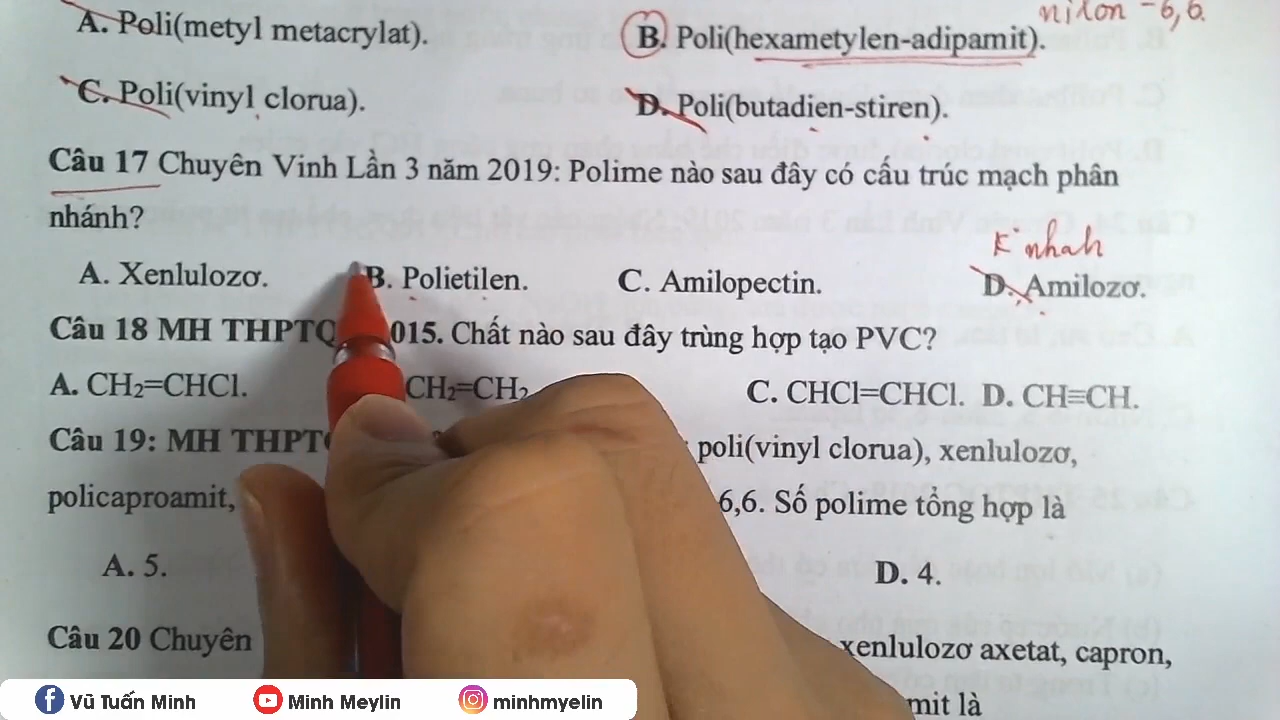 nilon -6,6.
A. Poli(metyl metacrylat). B. Poli(hexametylen-adipamit).
C. Poli(vinyl clorua). D. Poli(butadien-stiren).
Câu 17 Chuyên Vinh Lần 3 năm 2019: Polime nào sau đây có cấu trúc mạch phân
nhánh?
K nhah
A. Xenlulozơ. B. Polietilen. C. Amilopectin. D. Amilozơ.
Câu 18 MH THPTQ 015. Chất nào sau đây trùng hợp tạo PVC?
A. CH₂=CHCl. CH₂=CH₂ C. CHCl=CHCl. D. CH≡CH.
Câu 19: MH THPT poli(vinyl clorua), xenlulozơ,
policaproamit, 6,6. Số polime tổng hợp là
A. 5. D. 4.
Câu 20 Chuyên xenlulozơ axetat, capron,
mit là
Vũ Tuấn Minh Minh Meylin minhmyelin